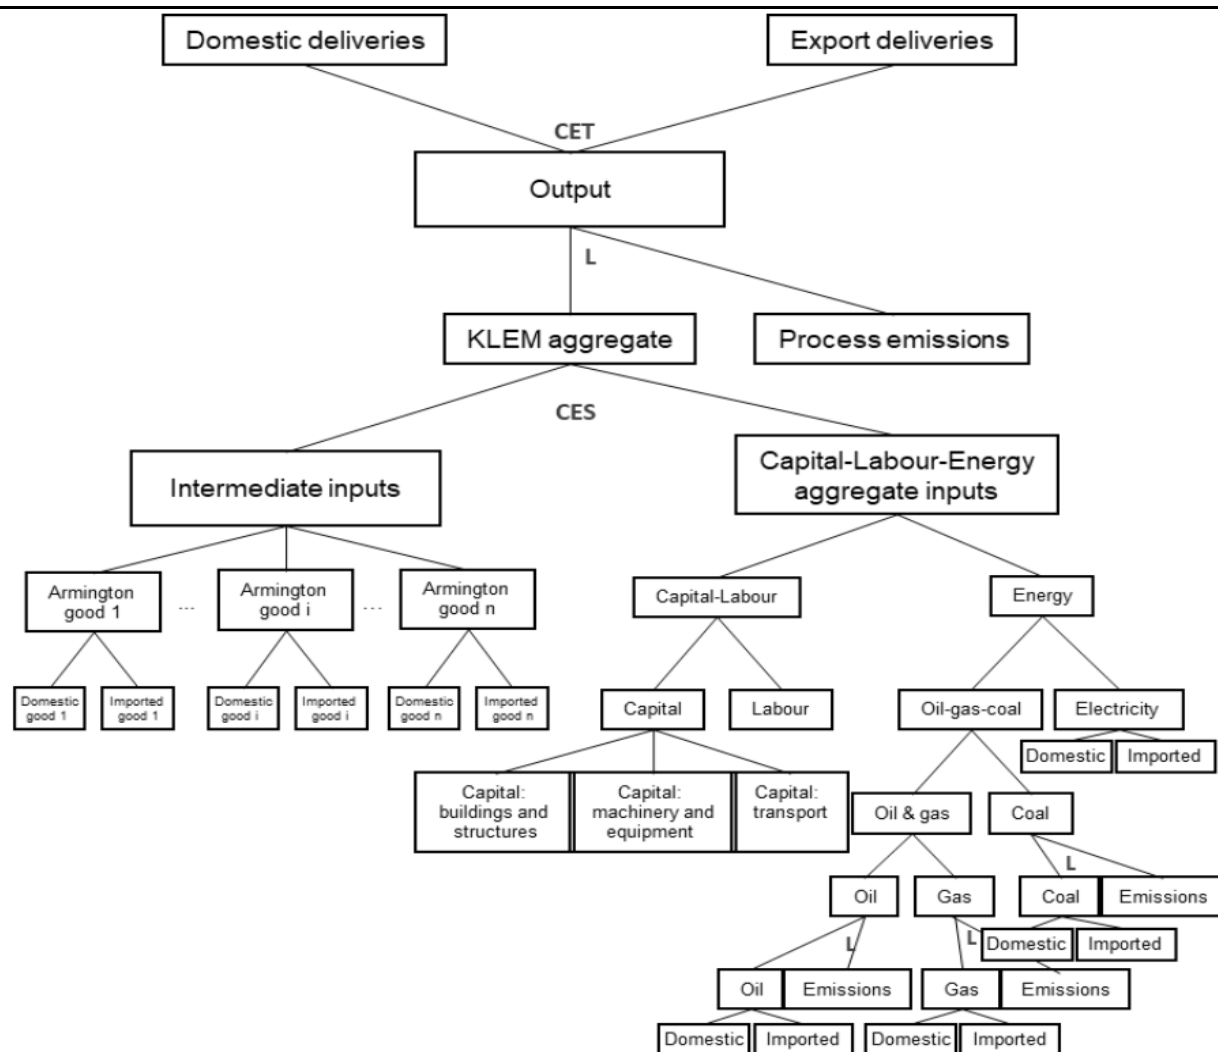 Domestic deliveries
Export deliveries
CET
Output
L
KLEM aggregate
Process emissions
CES
Intermediate inputs
Capital-Labour-Energy
aggregate inputs
Armington
good 1
...
Armington
good i
...
Armington
good n
Capital-Labour
Energy
Domestic
good 1
Imported
good 1
Domestic
good i
Imported
good i
Domestic
good n
Imported
good n
Capital
Labour
Oil-gas-coal
Electricity
Domestic
Imported
Capital:
buildings and
structures
Capital:
machinery and
equipment
Capital:
transport
Oil & gas
Coal
L
Oil
Gas
Coal
Emissions
L
L
Domestic
Imported
Oil
Emissions
Gas
Emissions
Domestic
Imported
Domestic
Imported